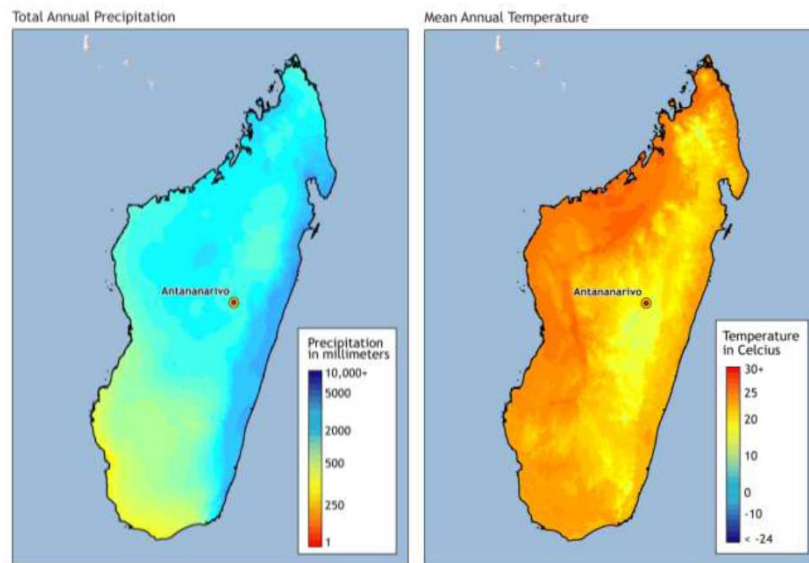 Total Annual Precipitation
Antananarivo
Precipitation
in millimeters
10,000+
5000
2000
500
250
1
Mean Annual Temperature
Antananarivo
Temperature
in Celcius
30+
25
20
10
0
-10
< -24